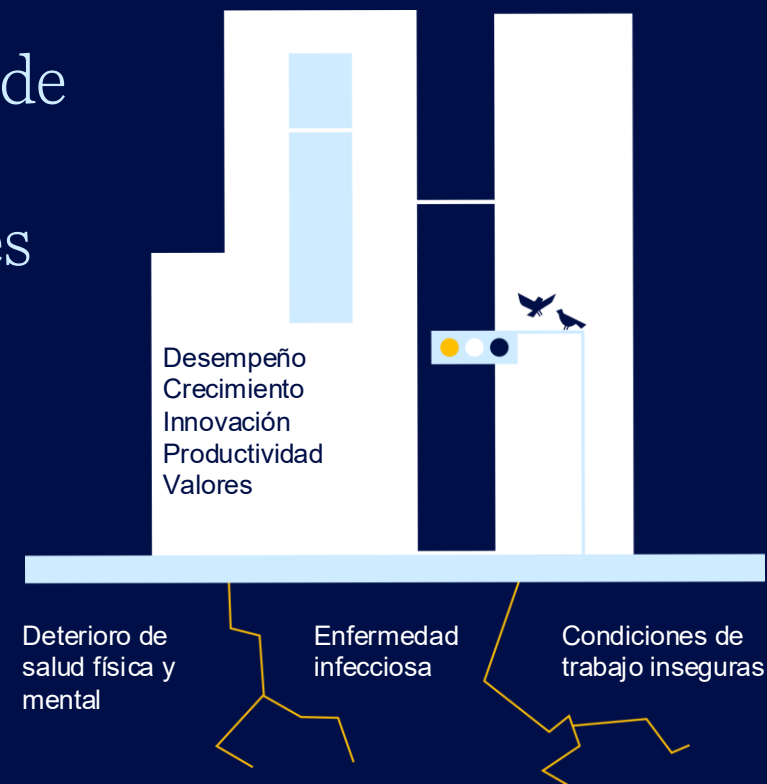 de
es
Desempeño
Crecimiento
Innovación
Productividad
Valores
Deterioro de
salud física y
mental
Enfermedad
infecciosa
Condiciones de
trabajo inseguras